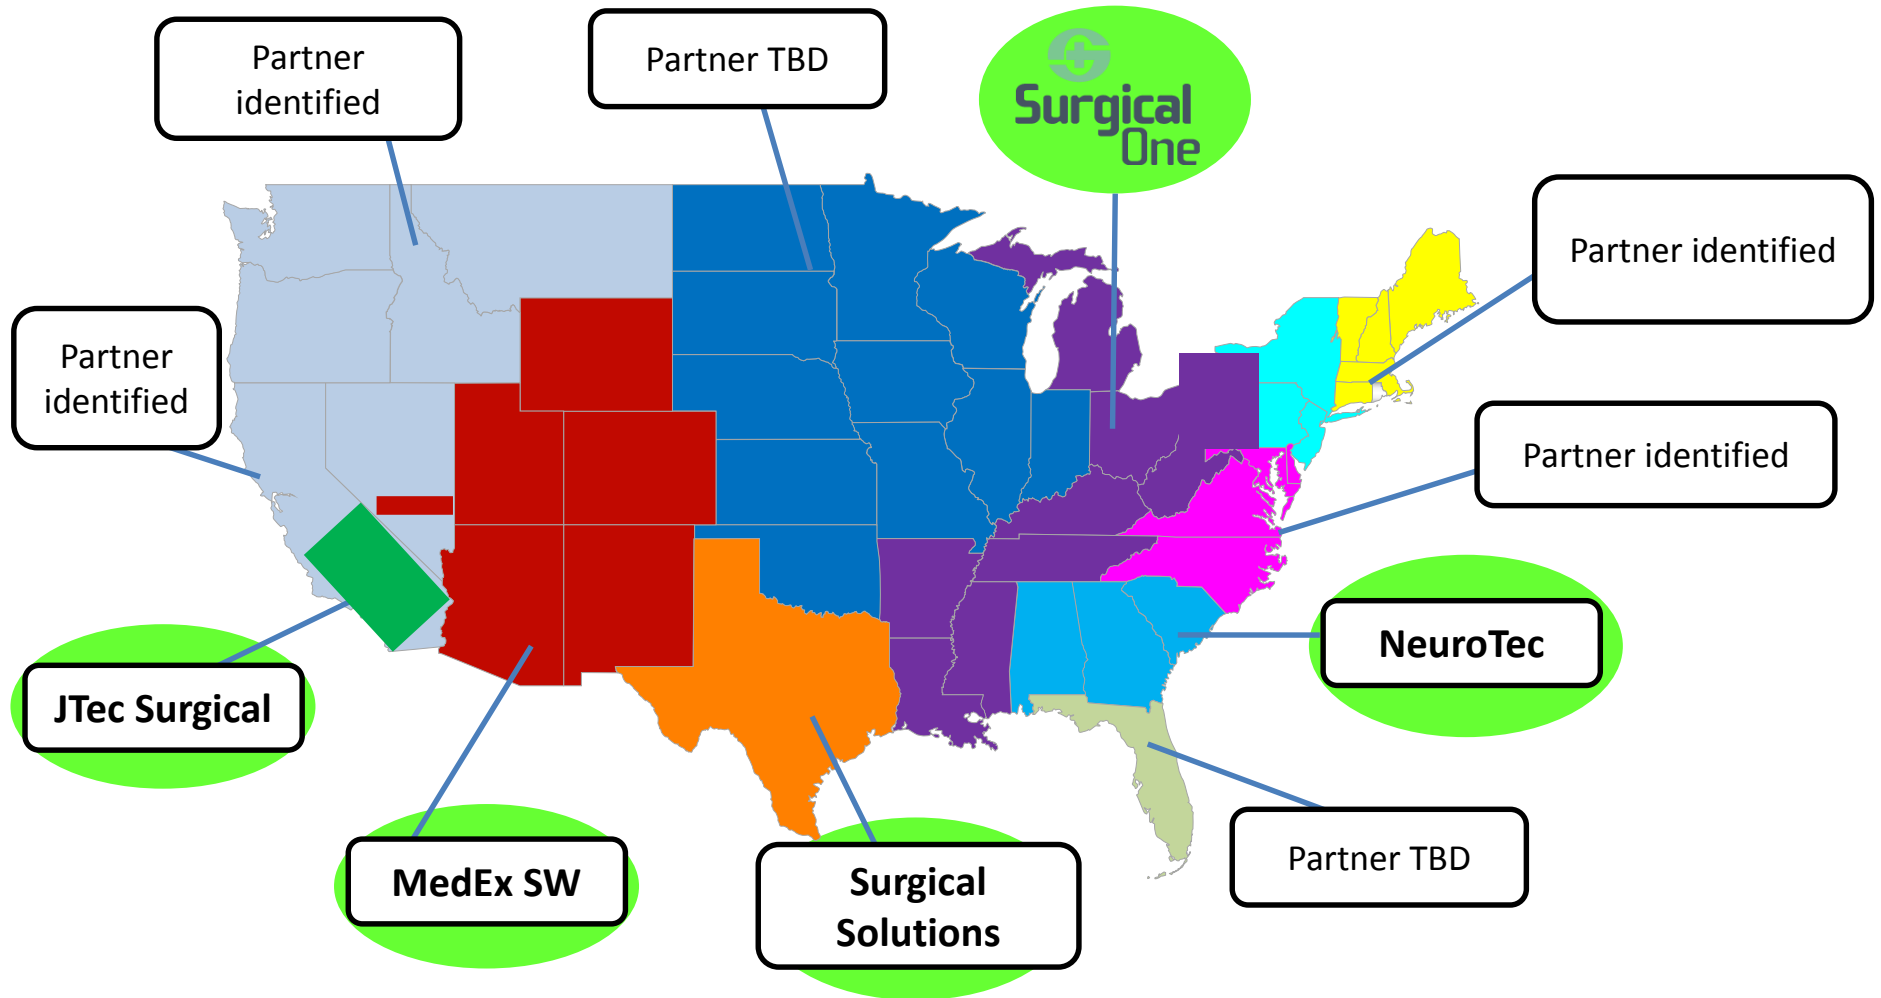 Partner
identified
Partner TBD
Surgical
One
Partner identified
Partner
identified
Partner identified
NeuroTec
JTec Surgical
MedEx SW
Surgical
Solutions
Partner TBD